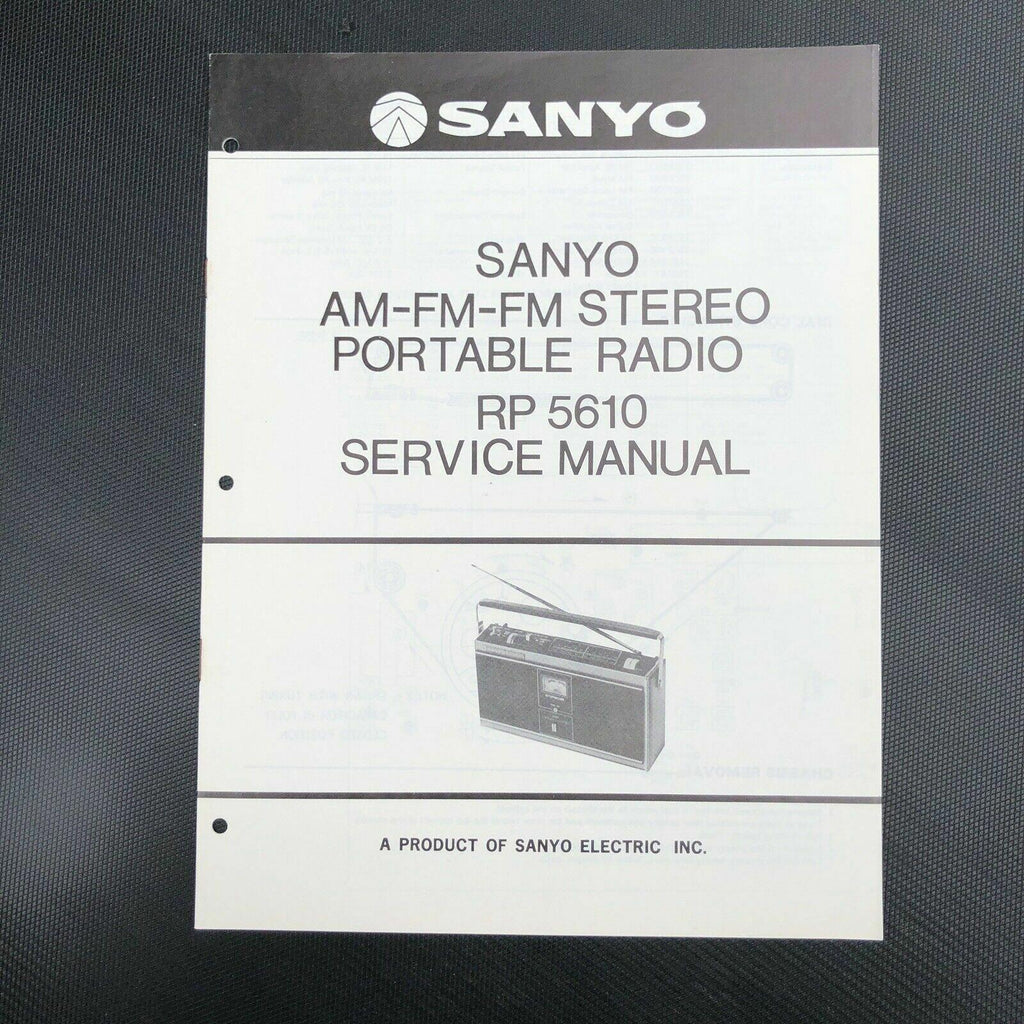 SANYO
SANYO
AM-FM-FM STEREO
PORTABLE RADIO
RP 5610
SERVICE MANUAL
A PRODUCT OF SANYO ELECTRIC INC.